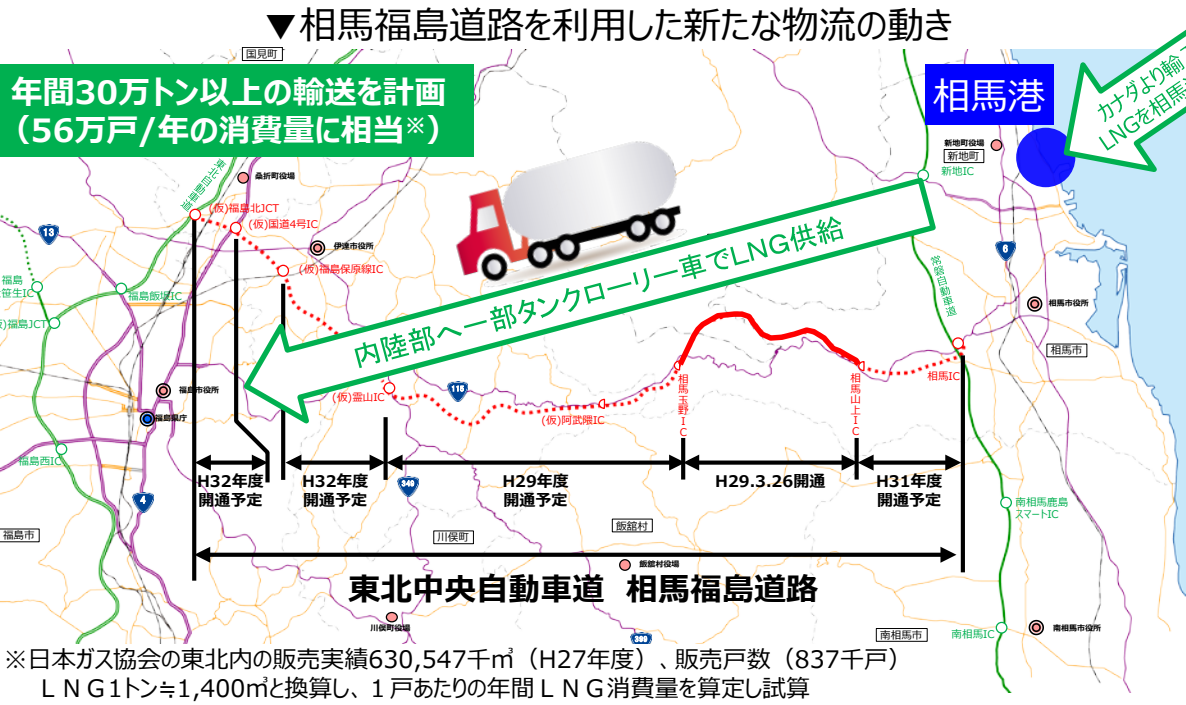 ▼相馬福島道路を利用した新たな物流の動き
国見町
年間30万トン以上の輸送を計画
（56万戸/年の消費量に相当※）
相馬港
カナダより輸
LNGを相馬
新地町役場
新地町
新地IC
東北自動車道
桑折町役場
(仮)福島北JCT
(仮)国道4号IC
13
伊達市役所
6
(仮)福島保原線IC
福島
笹生IC
福島飯坂IC
)福島JCT
内陸部へ一部タンクローリー車でLNG供給
常磐自動車道
相馬市役所
相馬市
相馬IC
相馬山上IC
相馬玉野IC
115
(仮)霊山IC
(仮)阿武隈IC
福島市役所
福島県庁
福島西IC
4
349
H32年度
開通予定
H32年度
開通予定
H29年度
開通予定
H29.3.26開通
H31年度
開通予定
南相馬鹿島
スマートIC
福島市
川俣町
飯舘村
飯舘村役場
東北中央自動車道 相馬福島道路
川俣町役場
399
南相馬市
南相馬IC
南相馬市役所
※日本ガス協会の東北内の販売実績630,547千㎥（H27年度）、販売戸数（837千戸）
ＬＮＧ1トン≒1,400㎥と換算し、１戸あたりの年間ＬＮＧ消費量を算定し試算